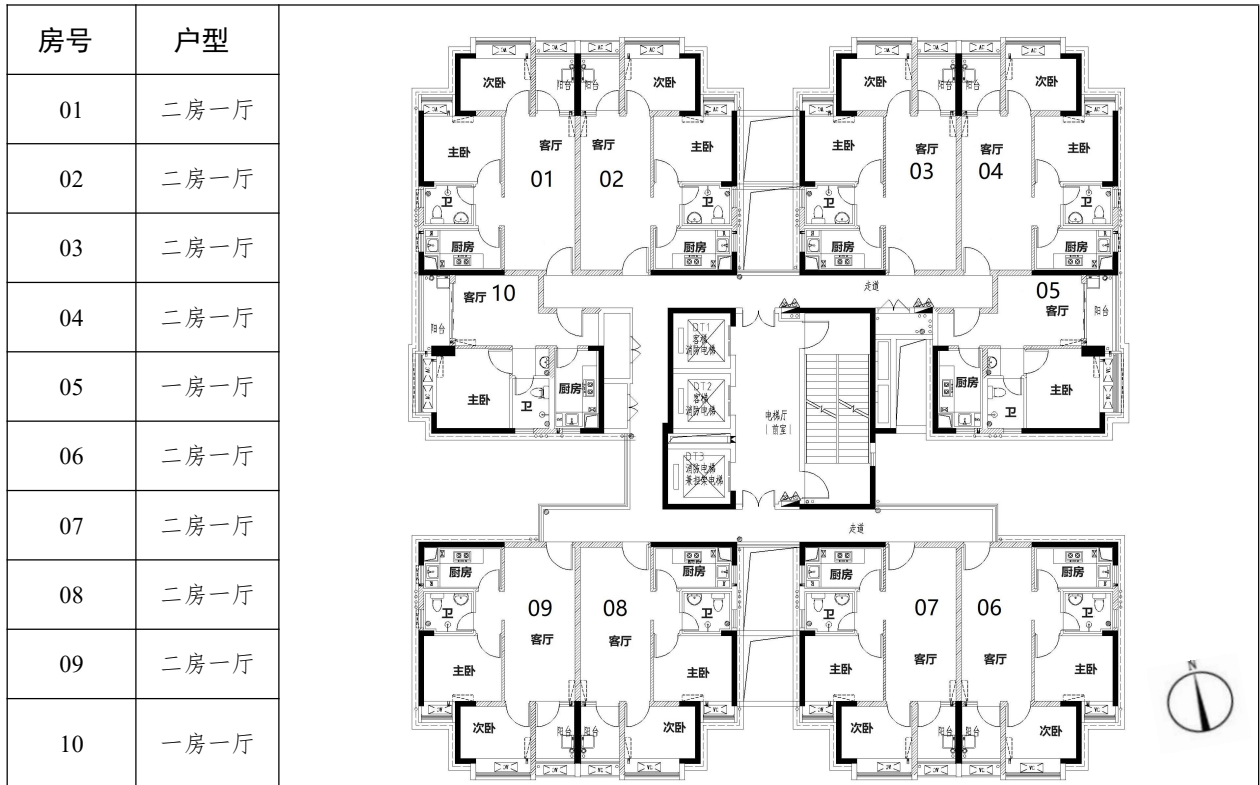 房号 户型
01 二房一厅
02 二房一厅
03 二房一厅
04 二房一厅
05 一房一厅
06 二房一厅
07 二房一厅
08 二房一厅
09 二房一厅
10 一房一厅
次卧 阳台 阳台 次卧 次卧 阳台 阳台 次卧
主卧 客厅 客厅 主卧 主卧 客厅 客厅 主卧
01 02 03 04
卫 卫 卫 卫
厨房 厨房 厨房 厨房
走道
客厅 10 05 客厅
阳台 阳台
DT1
客梯
消防电梯
DT2
客梯
消防电梯
主卧 卫 厨房 厨房 卫 主卧
电梯厅
前室
DT3
消防电梯
走道
厨房 厨房 厨房 厨房
卫 卫 卫 卫
09 08 07 06
客厅 客厅 客厅 客厅
主卧 主卧 主卧 主卧
次卧 阳台 阳台 次卧 次卧 阳台 阳台 次卧
N